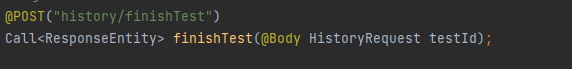 @POST("history/finishTest")
Call<ResponseEntity> finishTest(@Body HistoryRequest testId);